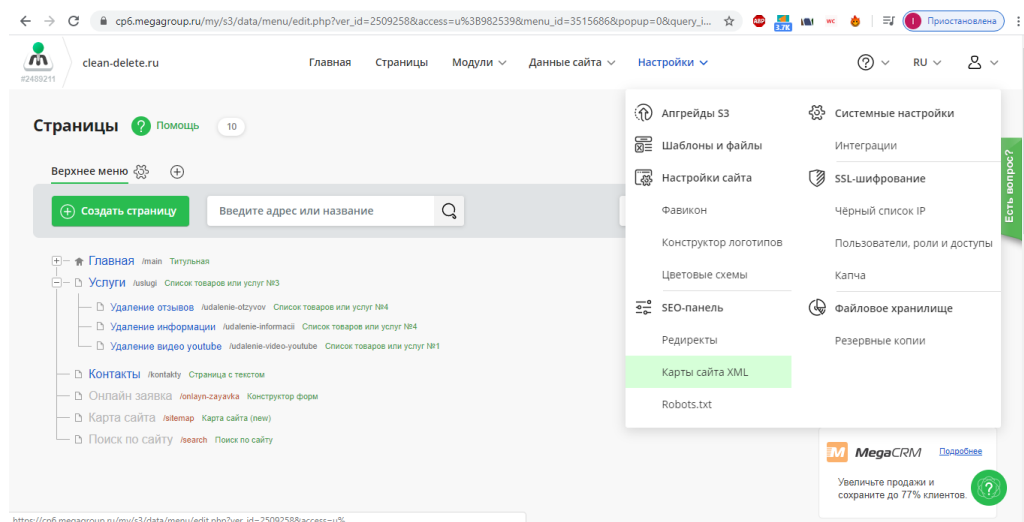 cp6.megagroup.ru/my/s3/data/menu/edit.php?ver_id=2509258&access=u%3B982539&menu_id=3515686&popup=0&query_i...
ABP
3.7K
WC
I Приостановлена
#2489211
clean-delete.ru
Главная Страницы Модули Данные сайта Настройки
? RU
Страницы ? Помощь 10
Верхнее меню
Создать страницу
Введите адрес или название
Главная /main Титульная
Услуги /uslugi Список товаров или услуг №3
Удаление отзывов /udalenie-otzyvov Список товаров или услуг №4
Удаление информации /udalenie-informacii Список товаров или услуг №4
Удаление видео youtube /udalenie-video-youtube Список товаров или услуг №1
Контакты /kontakty Страница с текстом
Онлайн заявка /onlayn-zayavka Конструктор форм
Карта сайта /sitemap Карта сайта (new)
Поиск по сайту /search Поиск по сайту
Апгрейды S3
Шаблоны и файлы
Настройки сайта
Фавикон
Конструктор логотипов
Цветовые схемы
SEO-панель
Редиректы
Карты сайта XML
Robots.txt
Системные настройки
Интеграции
SSL-шифрование
Чёрный список IP
Пользователи, роли и доступы
Капча
Файловое хранилище
Резервные копии
Есть вопрос?
MegaCRM Подробнее
Увеличьте продажи и
сохраните до 77% клиентов.
?
https://cp6.megagroup.ru/my/s3/data/menu/edit.php?ver_id=2509258&access=u%...